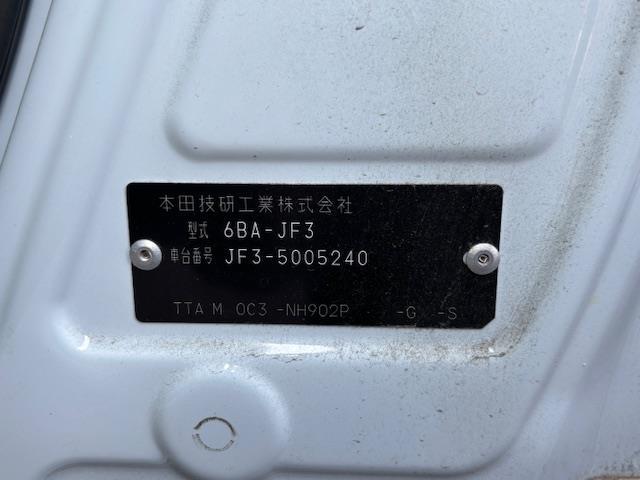 本田技研工業株式会社
型式 6BA-JF3
車台番号 JF3-5005240
TTA M 0C3 -NH902P -G -S